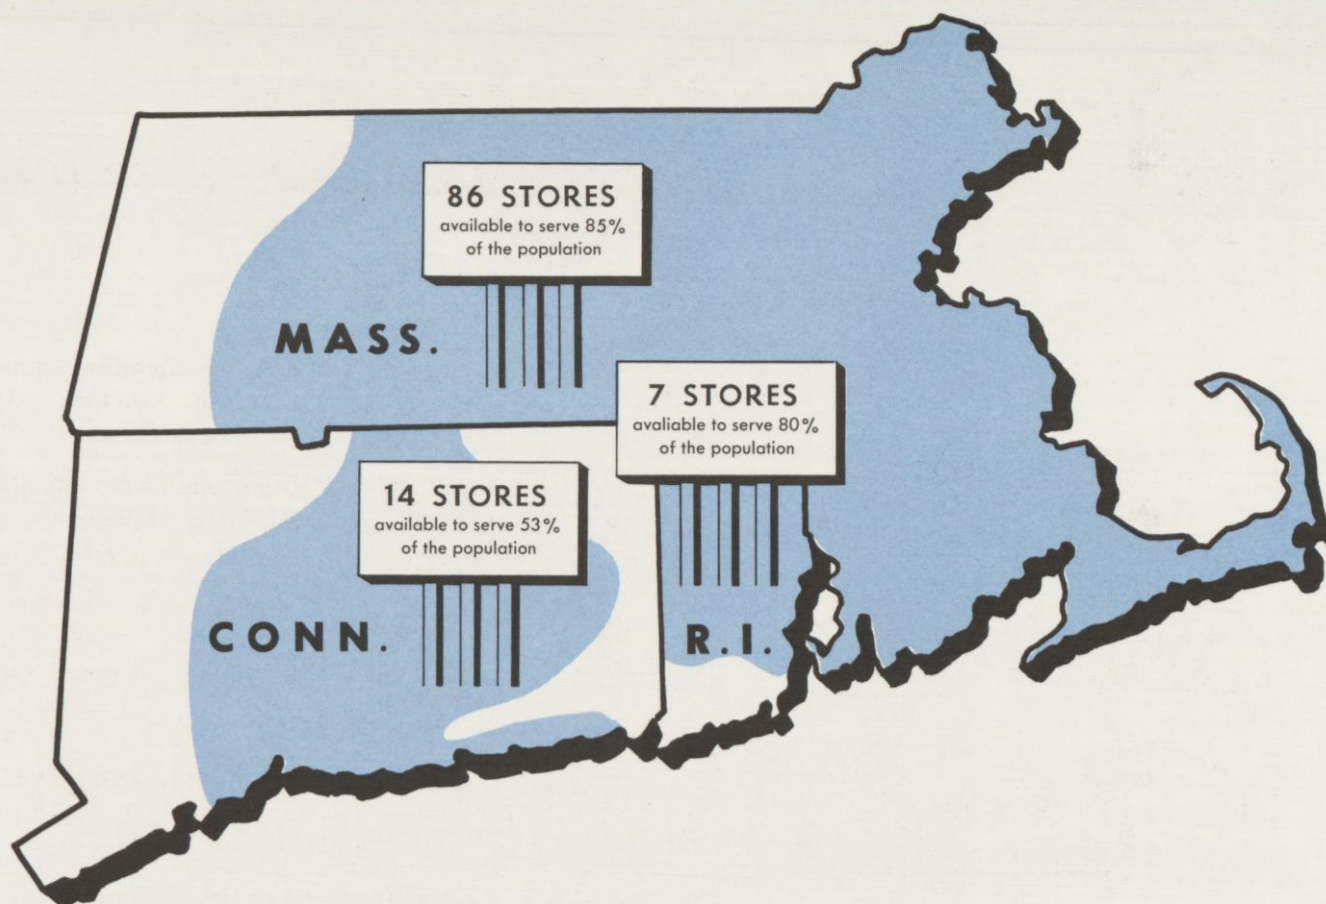 86 STORES
available to serve 85%
of the population
MASS.
7 STORES
avaliable to serve 80%
of the population
14 STORES
available to serve 53%
of the population
CONN.
R.I.